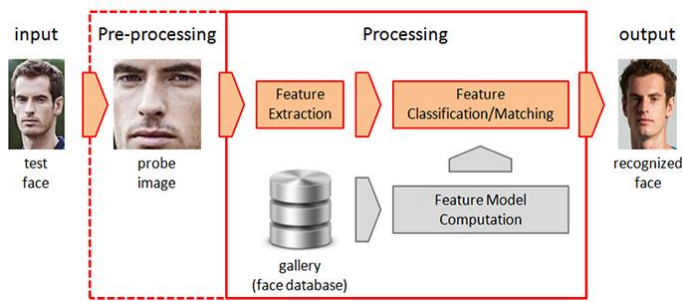 input
Pre-processing
Processing
output
Feature
Extraction
Feature
Classification/Matching
test
face
probe
image
recognized
face
Feature Model
Computation
gallery
(face database)